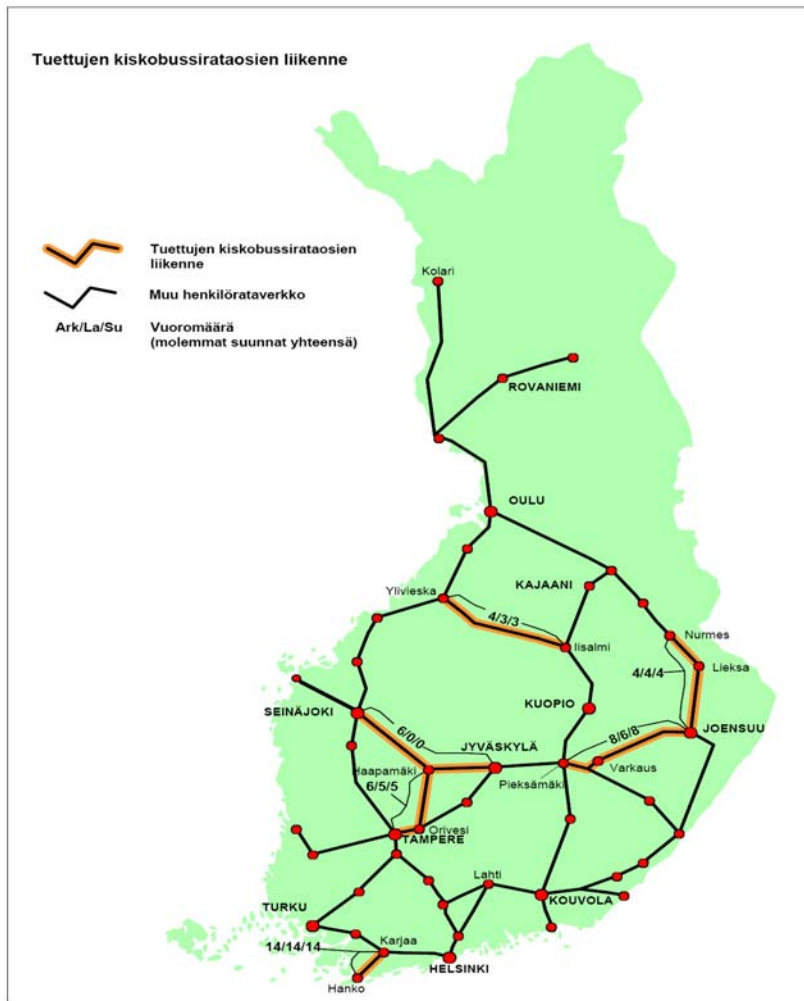 Tuettujen kiskobussirataosien liikenne
Tuettujen kiskobussirataosien
liikenne
Muu henkilörataverkko
Ark/La/Su
Vuoromäärä
(molemmat suunnat yhteensä)
Kolari
ROVANIEMI
OULU
KAJAANI
Ylivieska
4/3/3
Iisalmi
Nurmes
Lieksa
4/4/4
KUOPIO
SEINÄJOKI
6/0/0
JYVÄSKYLÄ
8/6/8
JOENSUU
Haapamäki
Pieksämäki
Varkaus
6/5/5
Orivesi
TAMPERE
Lahti
TURKU
KOUVOLA
14/14/14
Karjaa
HELSINKI
Hanko